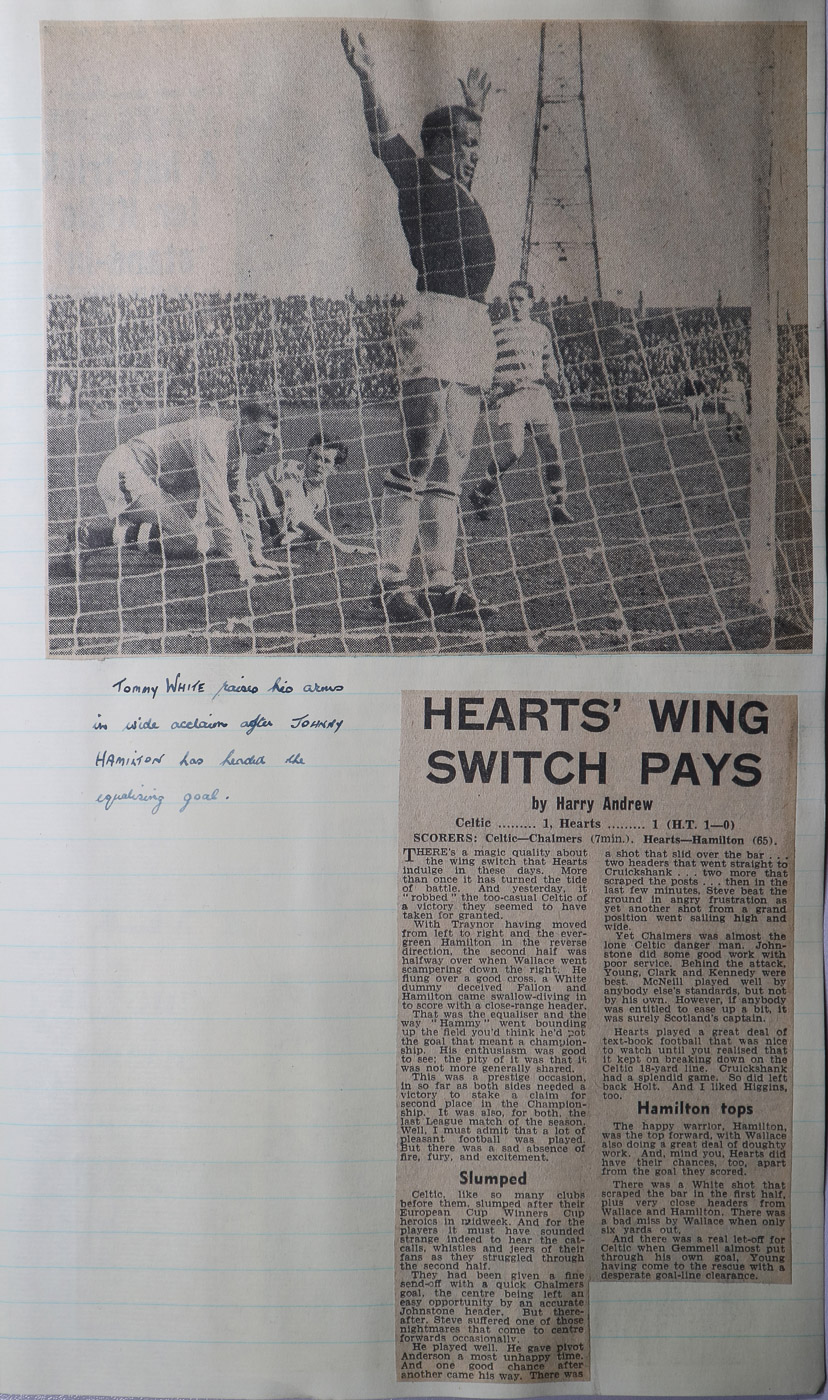 Tommy WHITE raises his arms
in wide acclaim after JOHNNY
HAMILTON has headed the
equalising goal.
HEARTS' WING
SWITCH PAYS
by Harry Andrew
Celtic ......... 1, Hearts ......... 1 (H.T. 1—0)
SCORERS: Celtic—Chalmers (7min.). Hearts—Hamilton (65).
THERE'S a magic quality about
the wing switch that Hearts
indulge in these days. More
than once it has turned the tide
of battle. And yesterday, it
"robbed" the too-casual Celtic of
a victory they seemed to have
taken for granted.
With Traynor having moved
from left to right and the ever-
green Hamilton in the reverse
direction, the second half was
halfway over when Wallace went
scampering down the right. He
flung over a good cross, a White
dummy deceived Fallon and
Hamilton came swallow-diving in
to score with a close-range header.
That was the equaliser and the
way "Hammy" went bounding
up the field you'd think he'd got
the goal that meant a champion-
ship. His enthusiasm was good
to see; the pity of it was that it
was not more generally shared.
This was a prestige occasion,
in so far as both sides needed a
victory to stake a claim for
second place in the Champion-
ship. It was also, for both, the
last League match of the season.
Well, I must admit that a lot of
pleasant football was played.
But there was a sad absence of
fire, fury, and excitement.
Slumped
Celtic, like so many clubs
before them, slumped after their
European Cup Winners Cup
heroics in midweek. And for the
players it must have sounded
strange indeed to hear the cat-
calls, whistles and jeers of their
fans as they struggled through
the second half.
They had been given a fine
send-off with a quick Chalmers
goal, the centre being left an
easy opportunity by an accurate
Johnstone header. But there-
after, Steve suffered one of those
nightmares that come to centre
forwards occasionally.
He played well. He gave pivot
Anderson a most unhappy time.
And one good chance after
another came his way. There was
a shot that slid over the bar . . .
two headers that went straight to
Cruickshank . . . two more that
scraped the posts . . . then in the
last few minutes, Steve beat the
ground in angry frustration as
yet another shot from a grand
position went sailing high and
wide.
Yet Chalmers was almost the
lone Celtic danger man. John-
stone did some good work with
poor service. Behind the attack,
Young, Clark and Kennedy were
best. McNeill played well by
anybody else's standards, but not
by his own. However, if anybody
was entitled to ease up a bit, it
was surely Scotland's captain.
Hearts played a great deal of
text-book football that was nice
to watch until you realised that
it kept on breaking down on the
Celtic 18-yard line. Cruickshank
had a splendid game. So did left
back Holt. And I liked Higgins,
too.
Hamilton tops
The happy warrior, Hamilton,
was the top forward, with Wallace
also doing a great deal of doughty
work. And, mind you, Hearts did
have their chances, too, apart
from the goal they scored.
There was a White shot that
scraped the bar in the first half,
plus very close headers from
Wallace and Hamilton. There was
a bad miss by Wallace when only
six yards out.
And there was a real let-off for
Celtic when Gemmell almost put
through his own goal, Young
having come to the rescue with a
desperate goal-line clearance.